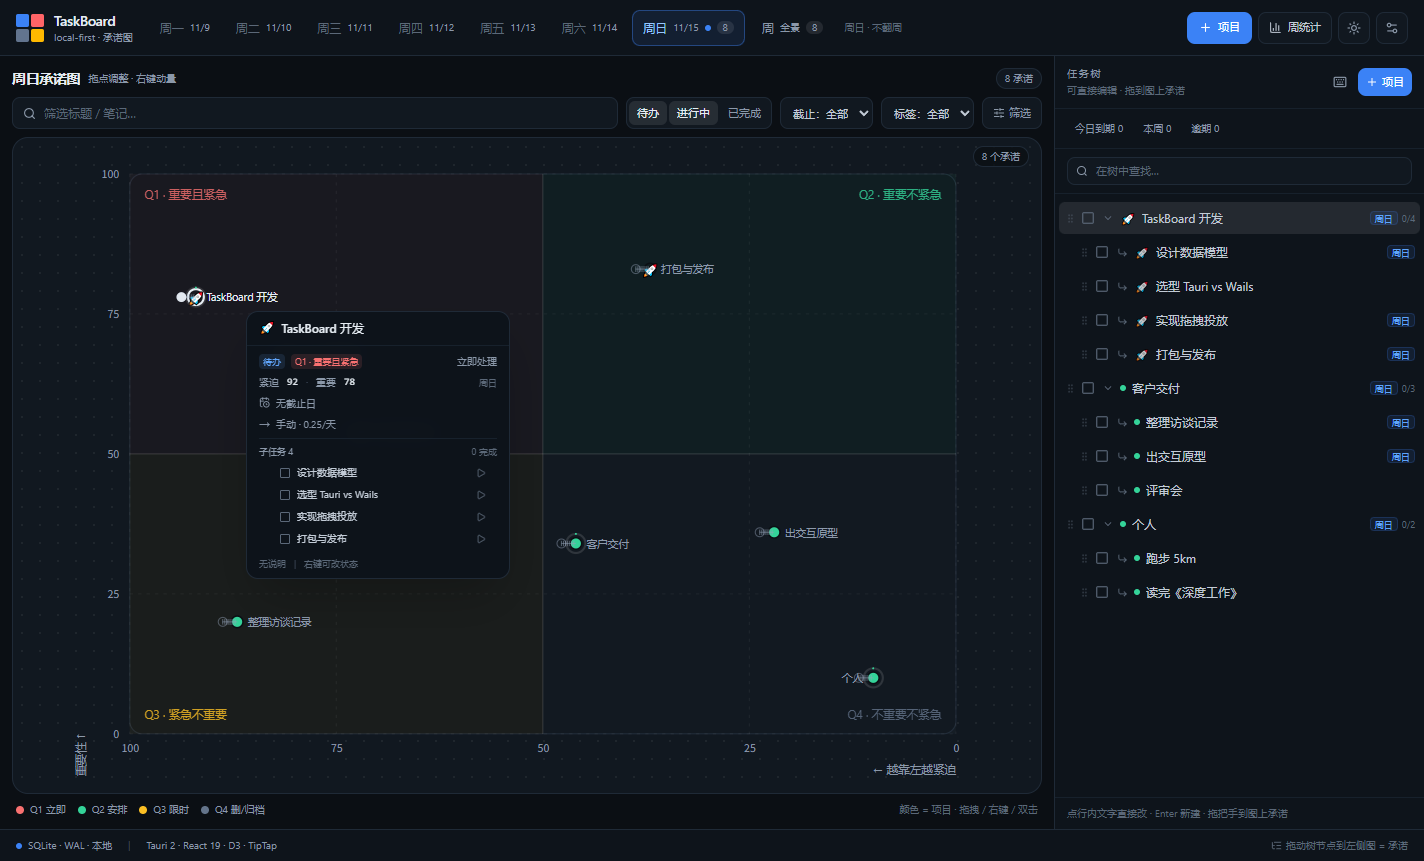 TaskBoard
local-first · 承诺图
周一 11/9
周二 11/10
周三 11/11
周四 11/12
周五 11/13
周六 11/14
周日 11/15 8
周 全景 8
周日 · 不翻周
+ 项目
周统计
周日承诺图 拖点调整 · 右键动量
8 承诺
筛选标题 / 笔记...
待办 进行中 已完成
截止: 全部
标签: 全部
筛选
8 个承诺
100
75
50
25
0
Q1 · 重要且紧急
Q2 · 重要不紧急
打包与发布
TaskBoard 开发
TaskBoard 开发
待办 Q1 · 重要且紧急 立即处理
紧迫 92 · 重要 78 周日
无截止日
→ 手动 · 0.25/天
子任务 4 0 完成
设计数据模型
选型 Tauri vs Wails
实现拖拽投放
打包与发布
无说明 | 右键可改状态
客户交付
出交互原型
整理访谈记录
个人
Q3 · 紧急不重要
Q4 · 不重要不紧急
100 75 50 25 0
← 越靠左越紧迫
Q1 立即 Q2 安排 Q3 限时 Q4 删/归档
颜色 = 项目 · 拖拽 / 右键 / 双击
任务树
可直接编辑 · 拖到图上承诺
+ 项目
今日到期 0 本周 0 逾期 0
在树中查找...
TaskBoard 开发 周日 0/4
设计数据模型 周日
选型 Tauri vs Wails
实现拖拽投放 周日
打包与发布 周日
客户交付 周日 0/3
整理访谈记录 周日
出交互原型 周日
评审会
个人 周日 0/2
跑步 5km
读完《深度工作》
点行内文字直接改 · Enter 新建 · 拖把手到图上承诺
SQLite · WAL · 本地 | Tauri 2 · React 19 · D3 · TipTap
拖动树节点到左侧图 = 承诺